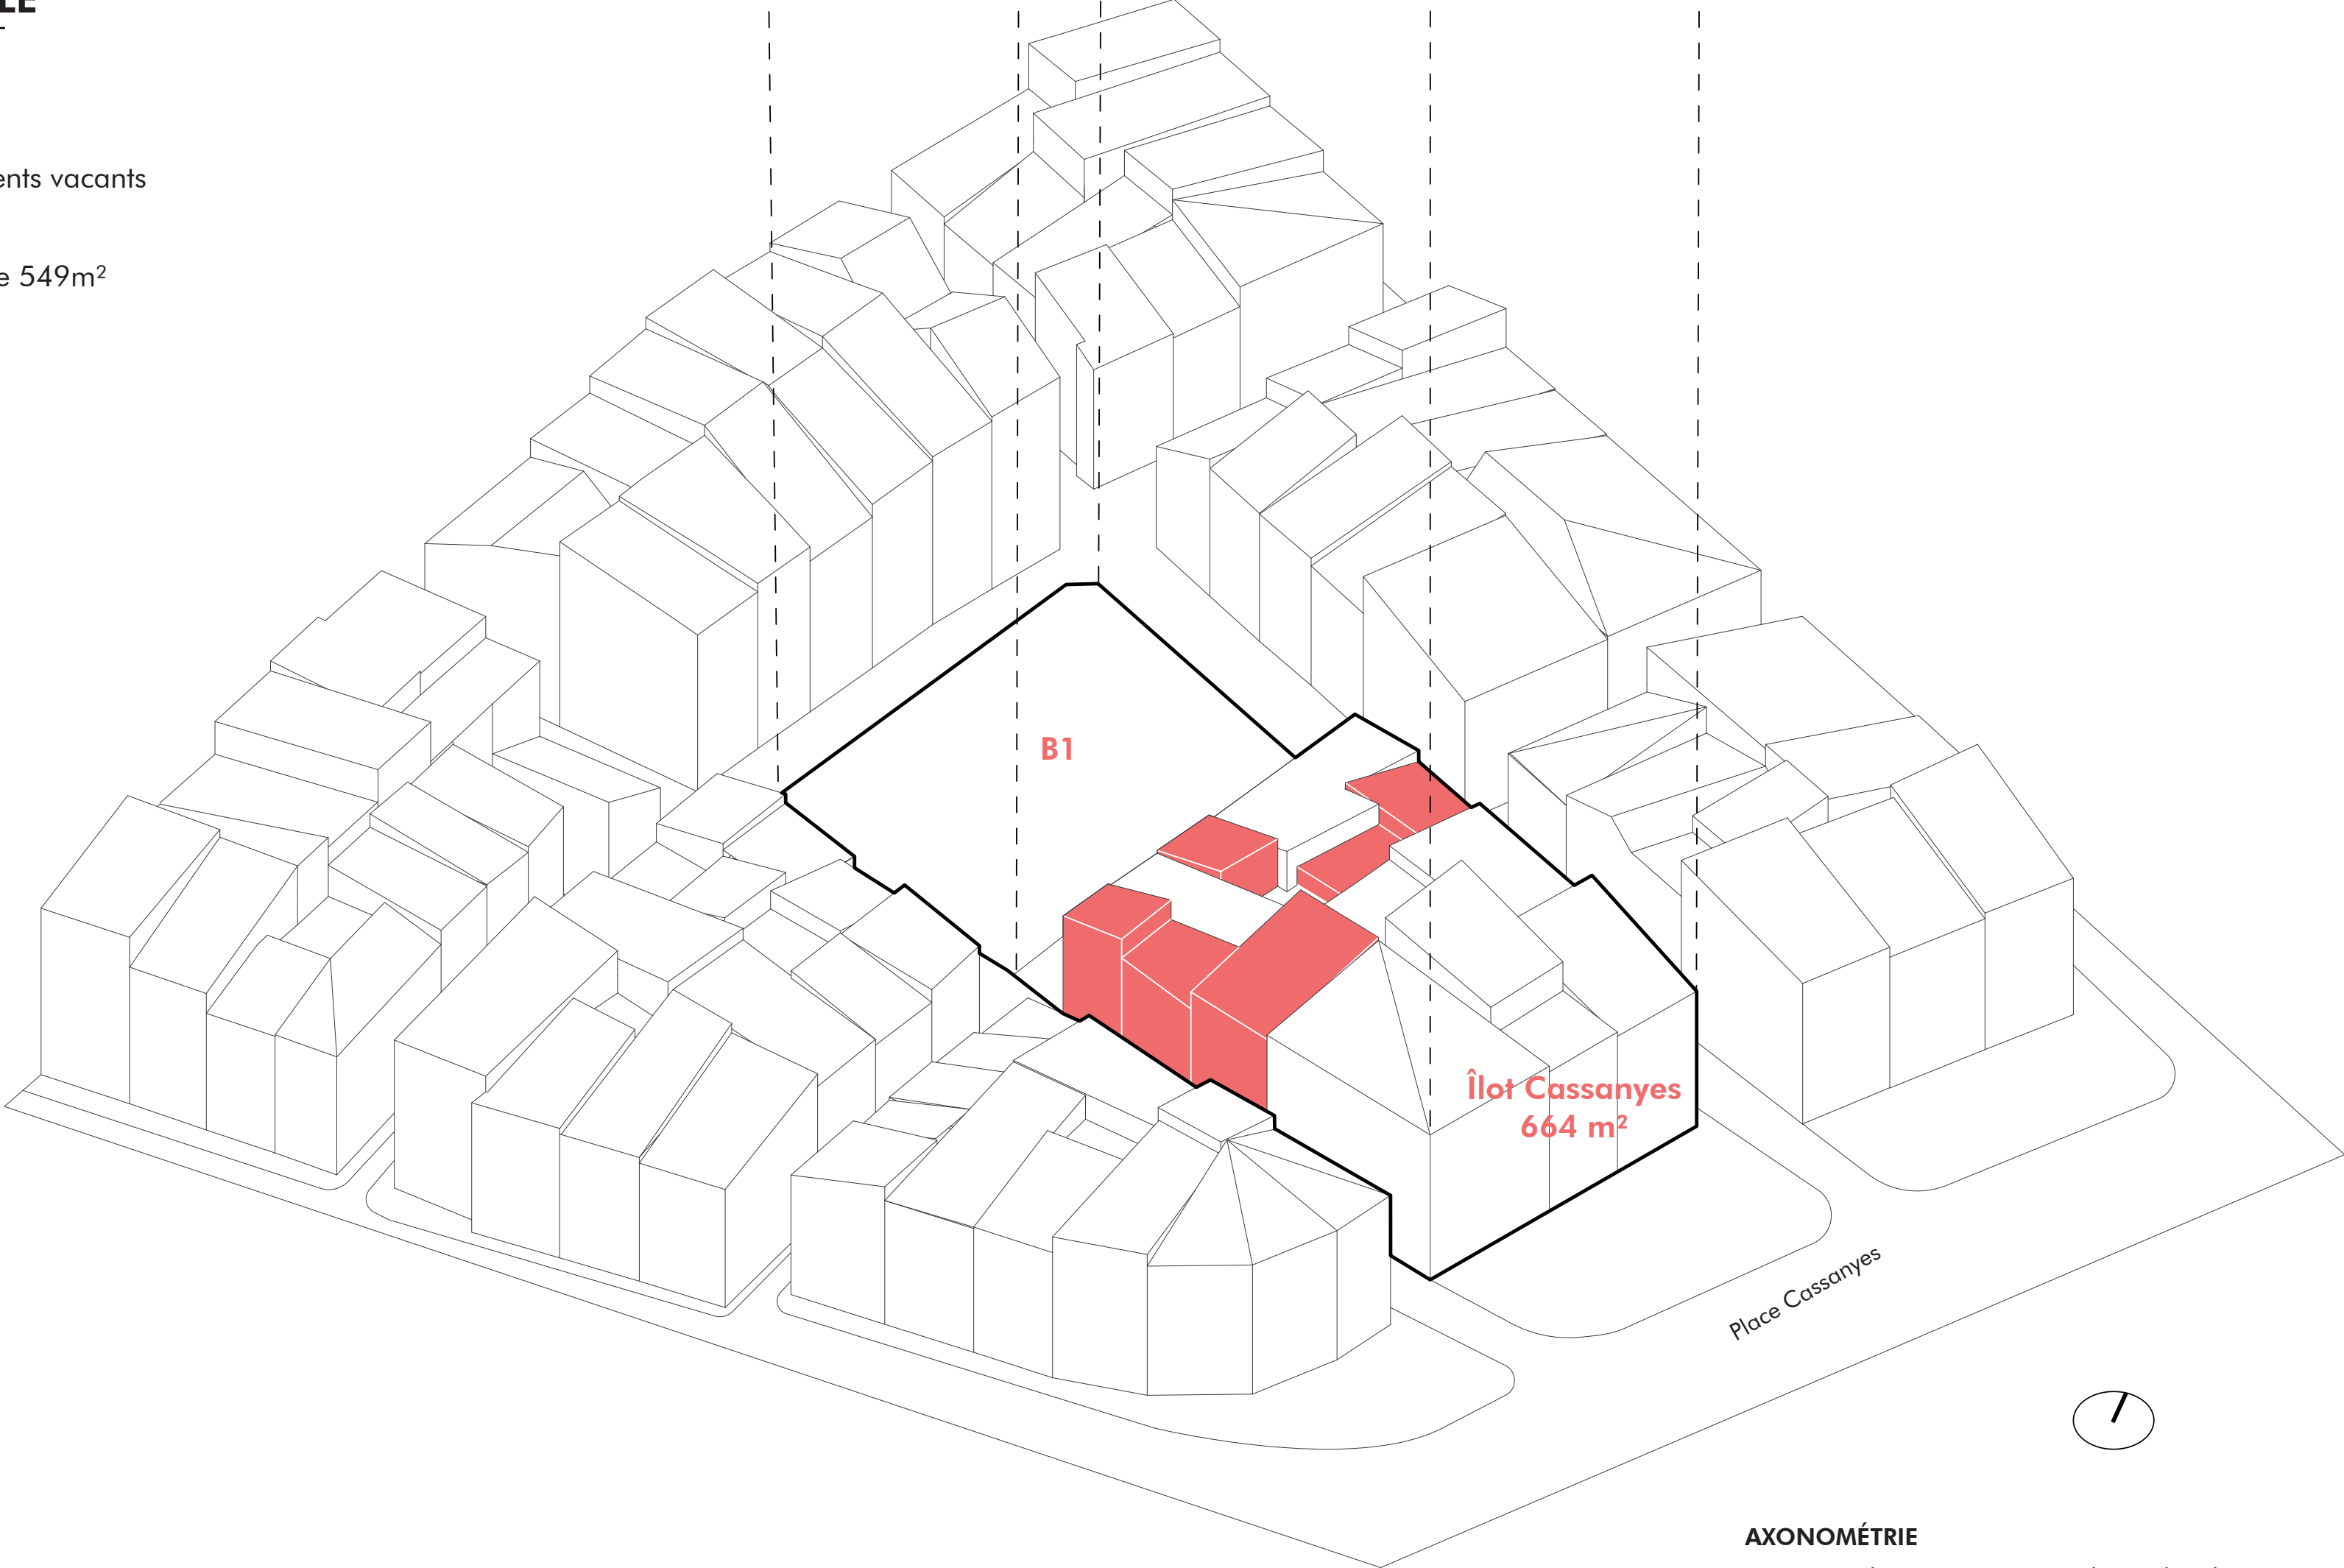 ents vacants
e 549m²
B1
Îlot Cassanyes
664 m²
Place Cassanyes
AXONOMÉTRIE